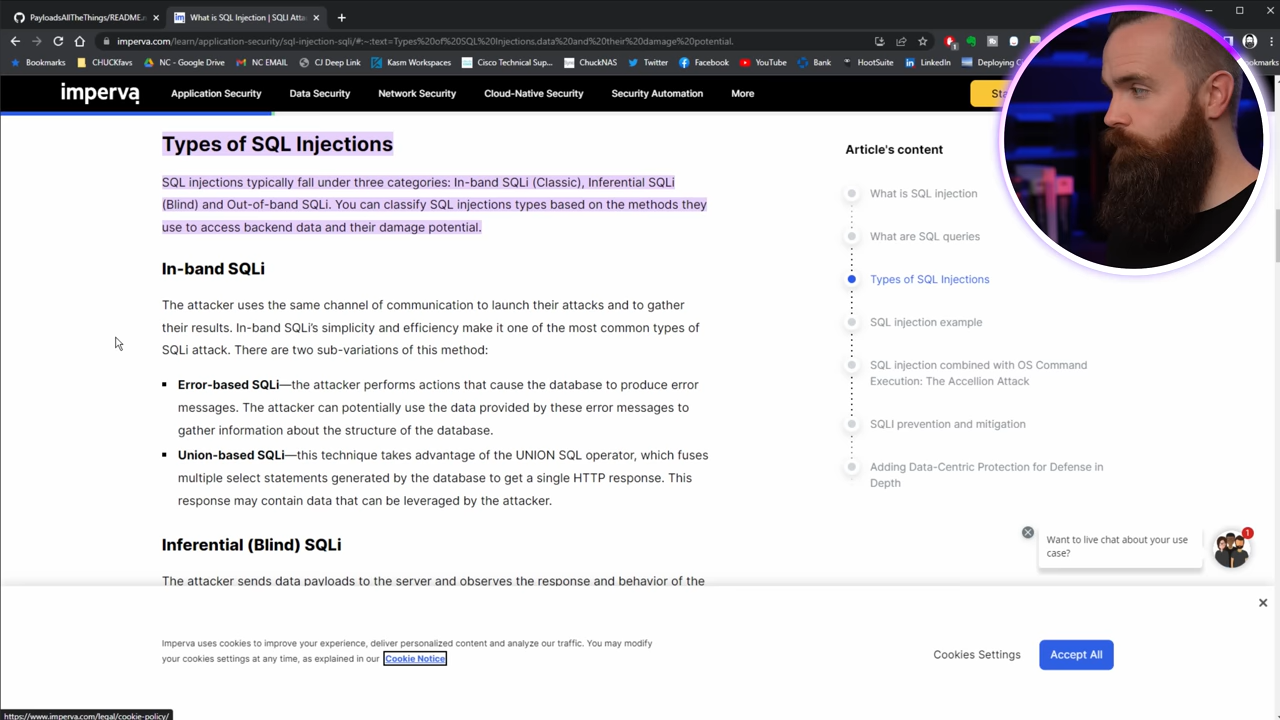 PayloadsAllTheThings/README.
What is SQL Injection | SQLI Atta
imperva.com/learn/application-security/sql-injection-sqli/#:~:text=Types%20of%20SQL%20Injections,data%20and%20their%20damage%20potential.
Bookmarks CHUCKfavs NC - Google Drive NC EMAIL CJ Deep Link Kasm Workspaces Cisco Technical Sup... ChuckNAS Twitter Facebook YouTube Bank HootSuite LinkedIn Deploying Bookmarks
imperva Application Security Data Security Network Security Cloud-Native Security Security Automation More
Types of SQL Injections
SQL injections typically fall under three categories: In-band SQLi (Classic), Inferential SQLi
(Blind) and Out-of-band SQLi. You can classify SQL injections types based on the methods they
use to access backend data and their damage potential.
In-band SQLi
The attacker uses the same channel of communication to launch their attacks and to gather
their results. In-band SQLi's simplicity and efficiency make it one of the most common types of
SQLi attack. There are two sub-variations of this method:
Error-based SQLi—the attacker performs actions that cause the database to produce error
messages. The attacker can potentially use the data provided by these error messages to
gather information about the structure of the database.
Union-based SQLi—this technique takes advantage of the UNION SQL operator, which fuses
multiple select statements generated by the database to get a single HTTP response. This
response may contain data that can be leveraged by the attacker.
Inferential (Blind) SQLi
The attacker sends data payloads to the server and observes the response and behavior of the
Article's content
What is SQL injection
What are SQL queries
Types of SQL Injections
SQL injection example
SQL injection combined with OS Command
Execution: The Accellion Attack
SQLI prevention and mitigation
Adding Data-Centric Protection for Defense in
Depth
Want to live chat about your use
case?
1
Imperva uses cookies to improve your experience, deliver personalized content and analyze our traffic. You may modify
your cookies settings at any time, as explained in our Cookie Notice
Cookies Settings
Accept All
https://www.imperva.com/legal/cookie-policy/